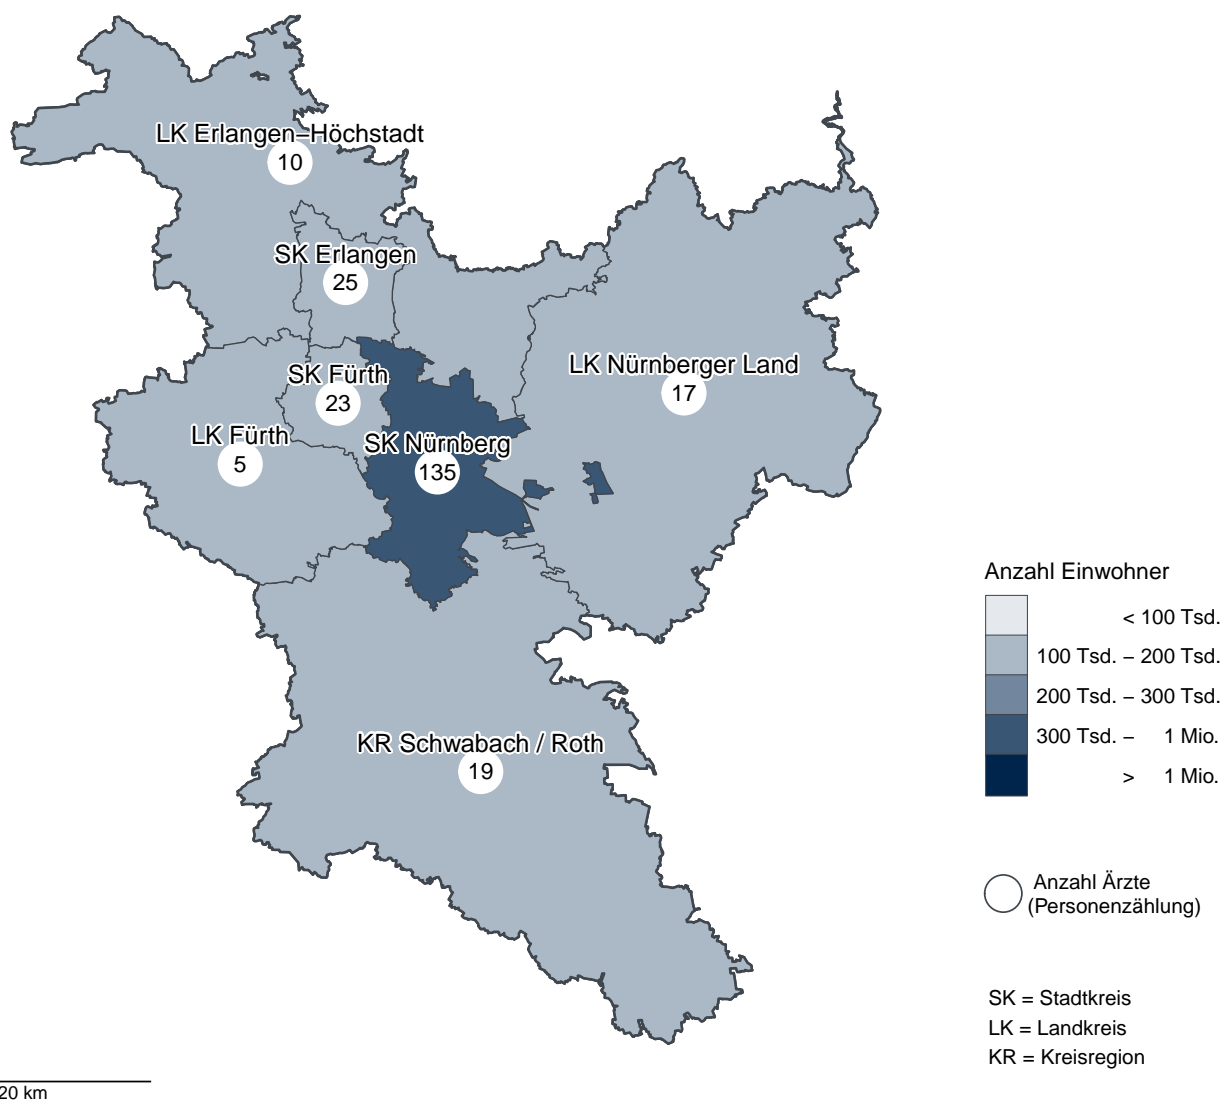 LK Erlangen–Höchstadt
10
SK Erlangen
25
SK Fürth
23
LK Nürnberger Land
17
LK Fürth
5
SK Nürnberg
135
KR Schwabach / Roth
19
Anzahl Einwohner
< 100 Tsd.
100 Tsd. – 200 Tsd.
200 Tsd. – 300 Tsd.
300 Tsd. – 1 Mio.
> 1 Mio.
Anzahl Ärzte
(Personenzählung)
SK = Stadtkreis
LK = Landkreis
KR = Kreisregion
20 km